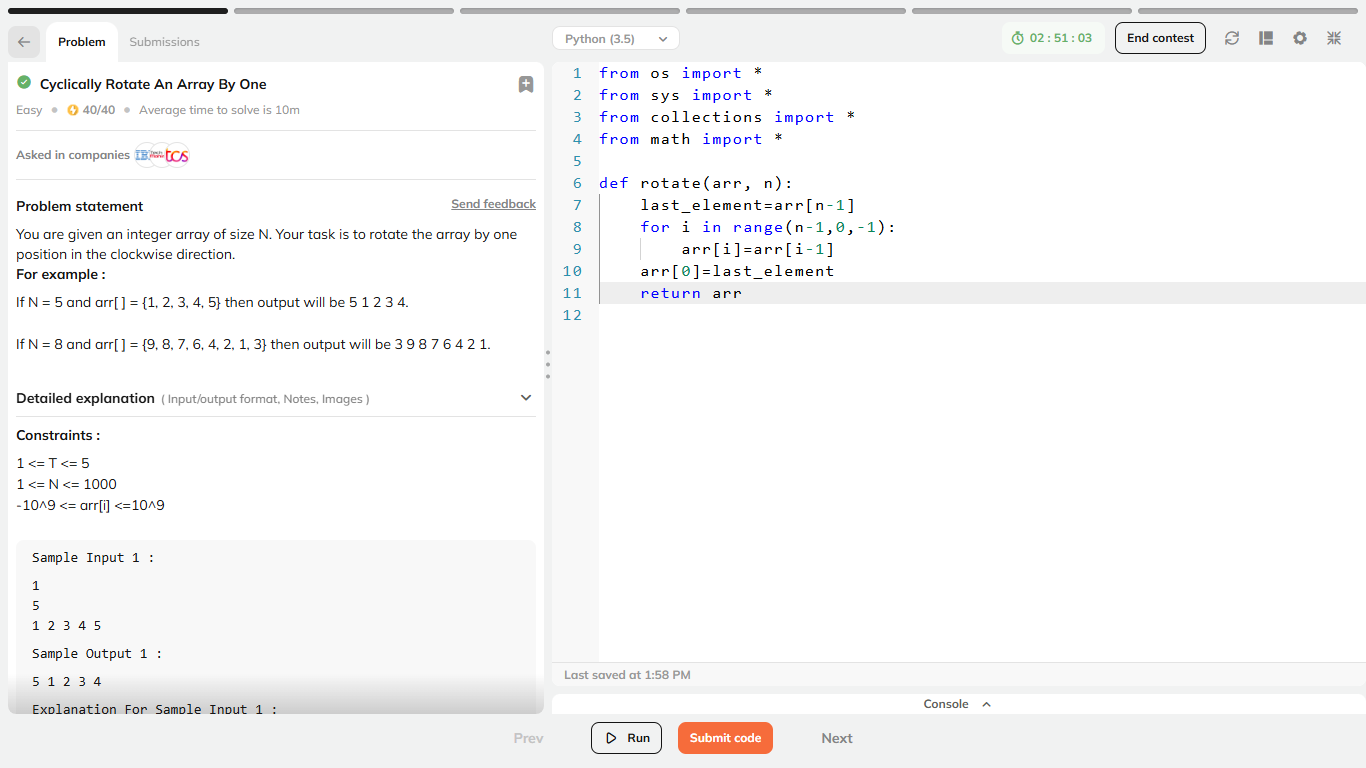 Problem
Submissions
Python (3.5)
02 : 51 : 03
End contest
Cyclically Rotate An Array By One
Easy
40/40
Average time to solve is 10m
Asked in companies
tcs
Problem statement
Send feedback
You are given an integer array of size N. Your task is to rotate the array by one
position in the clockwise direction.
For example :
If N = 5 and arr[ ] = {1, 2, 3, 4, 5} then output will be 5 1 2 3 4.
If N = 8 and arr[ ] = {9, 8, 7, 6, 4, 2, 1, 3} then output will be 3 9 8 7 6 4 2 1.
Detailed explanation ( Input/output format, Notes, Images )
Constraints :
1 <= T <= 5
1 <= N <= 1000
-10^9 <= arr[i] <=10^9
Sample Input 1 :
1
5
1 2 3 4 5
Sample Output 1 :
5 1 2 3 4
Explanation For Sample Input 1 :
1 from os import *
2 from sys import *
3 from collections import *
4 from math import *
5
6 def rotate(arr, n):
7 last_element=arr[n-1]
8 for i in range(n-1,0,-1):
9 arr[i]=arr[i-1]
10 arr[0]=last_element
11 return arr
12
Last saved at 1:58 PM
Console
Prev
Run
Submit code
Next